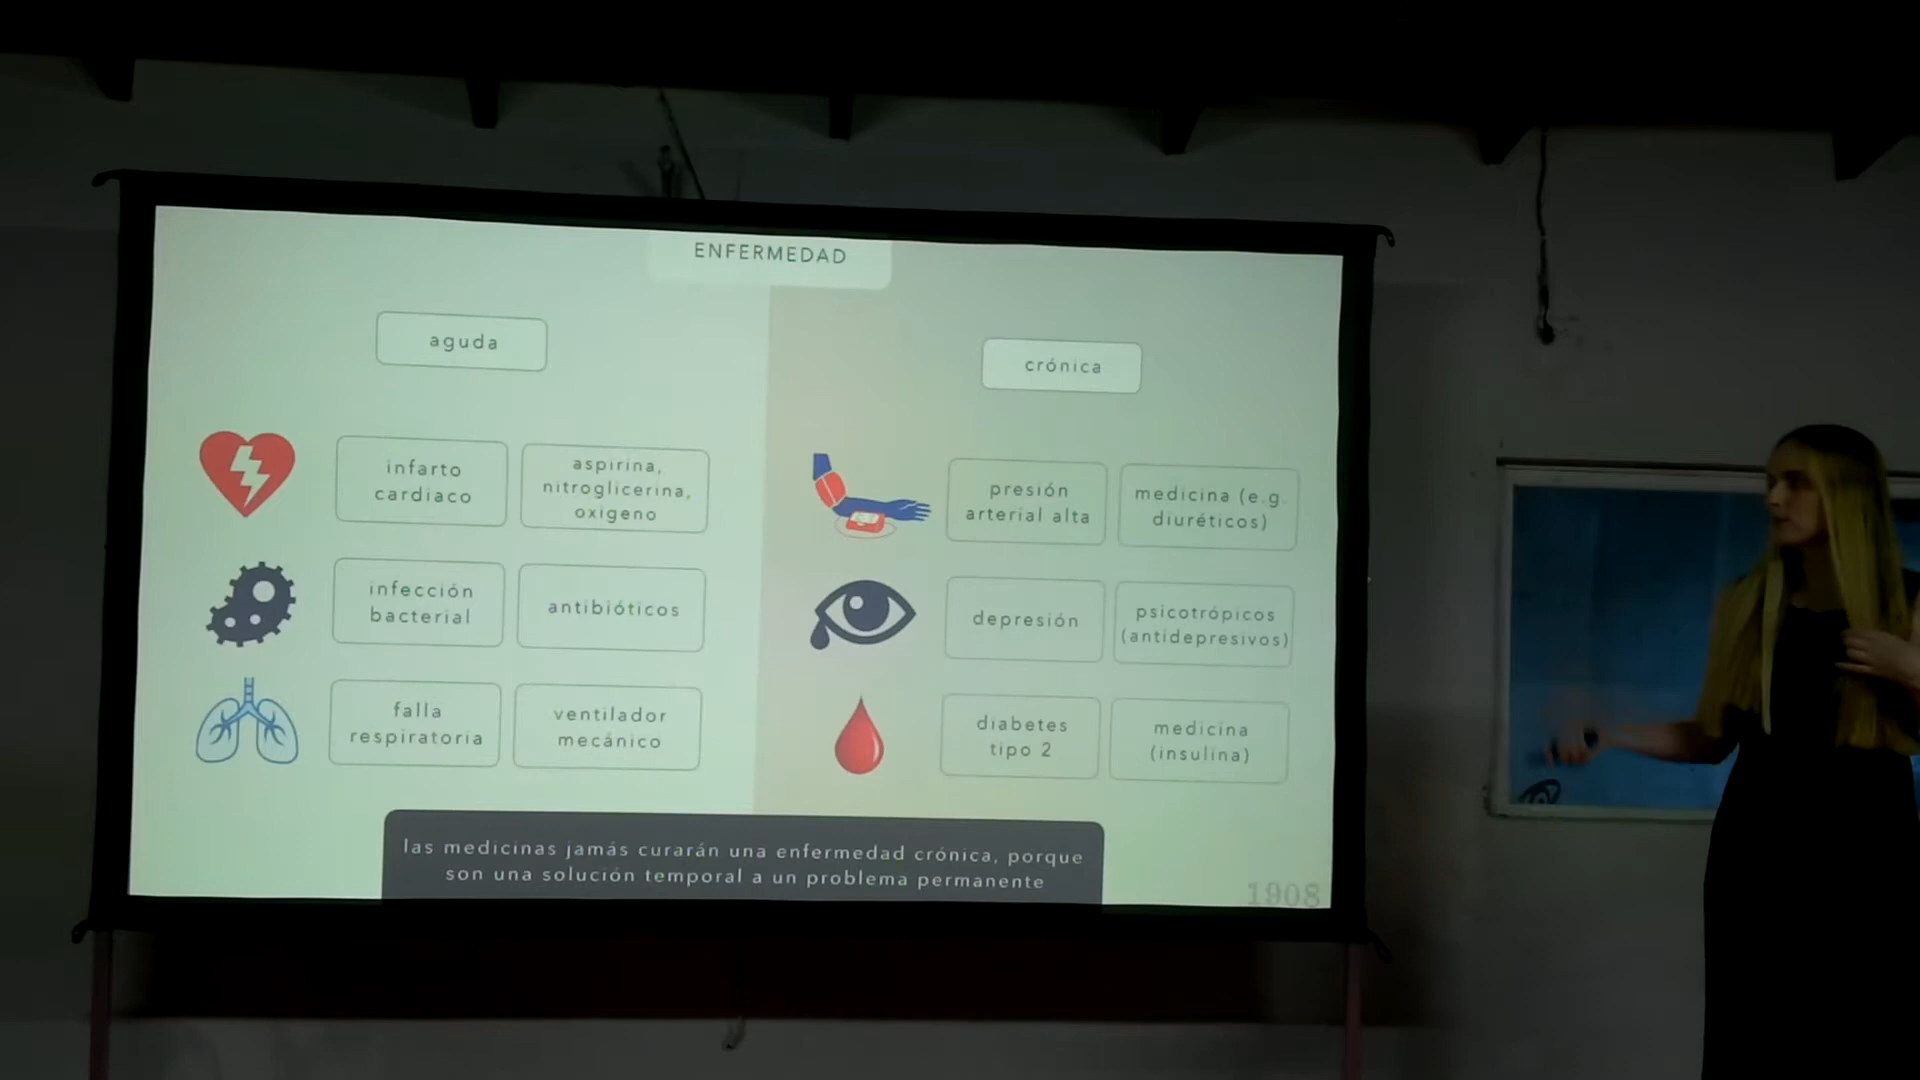 ENFERMEDAD
aguda
infarto
cardiaco
aspirina,
nitroglicerina,
oxigeno
infección
bacterial
antibióticos
falla
respiratoria
ventilador
mecánico
crónica
presión
arterial alta
medicina (e.g.
diuréticos)
depresión
psicotrópicos
(antidepresivos)
diabetes
tipo 2
medicina
(insulina)
las medicinas jamás curarán una enfermedad crónica, porque
son una solución temporal a un problema permanente
1908